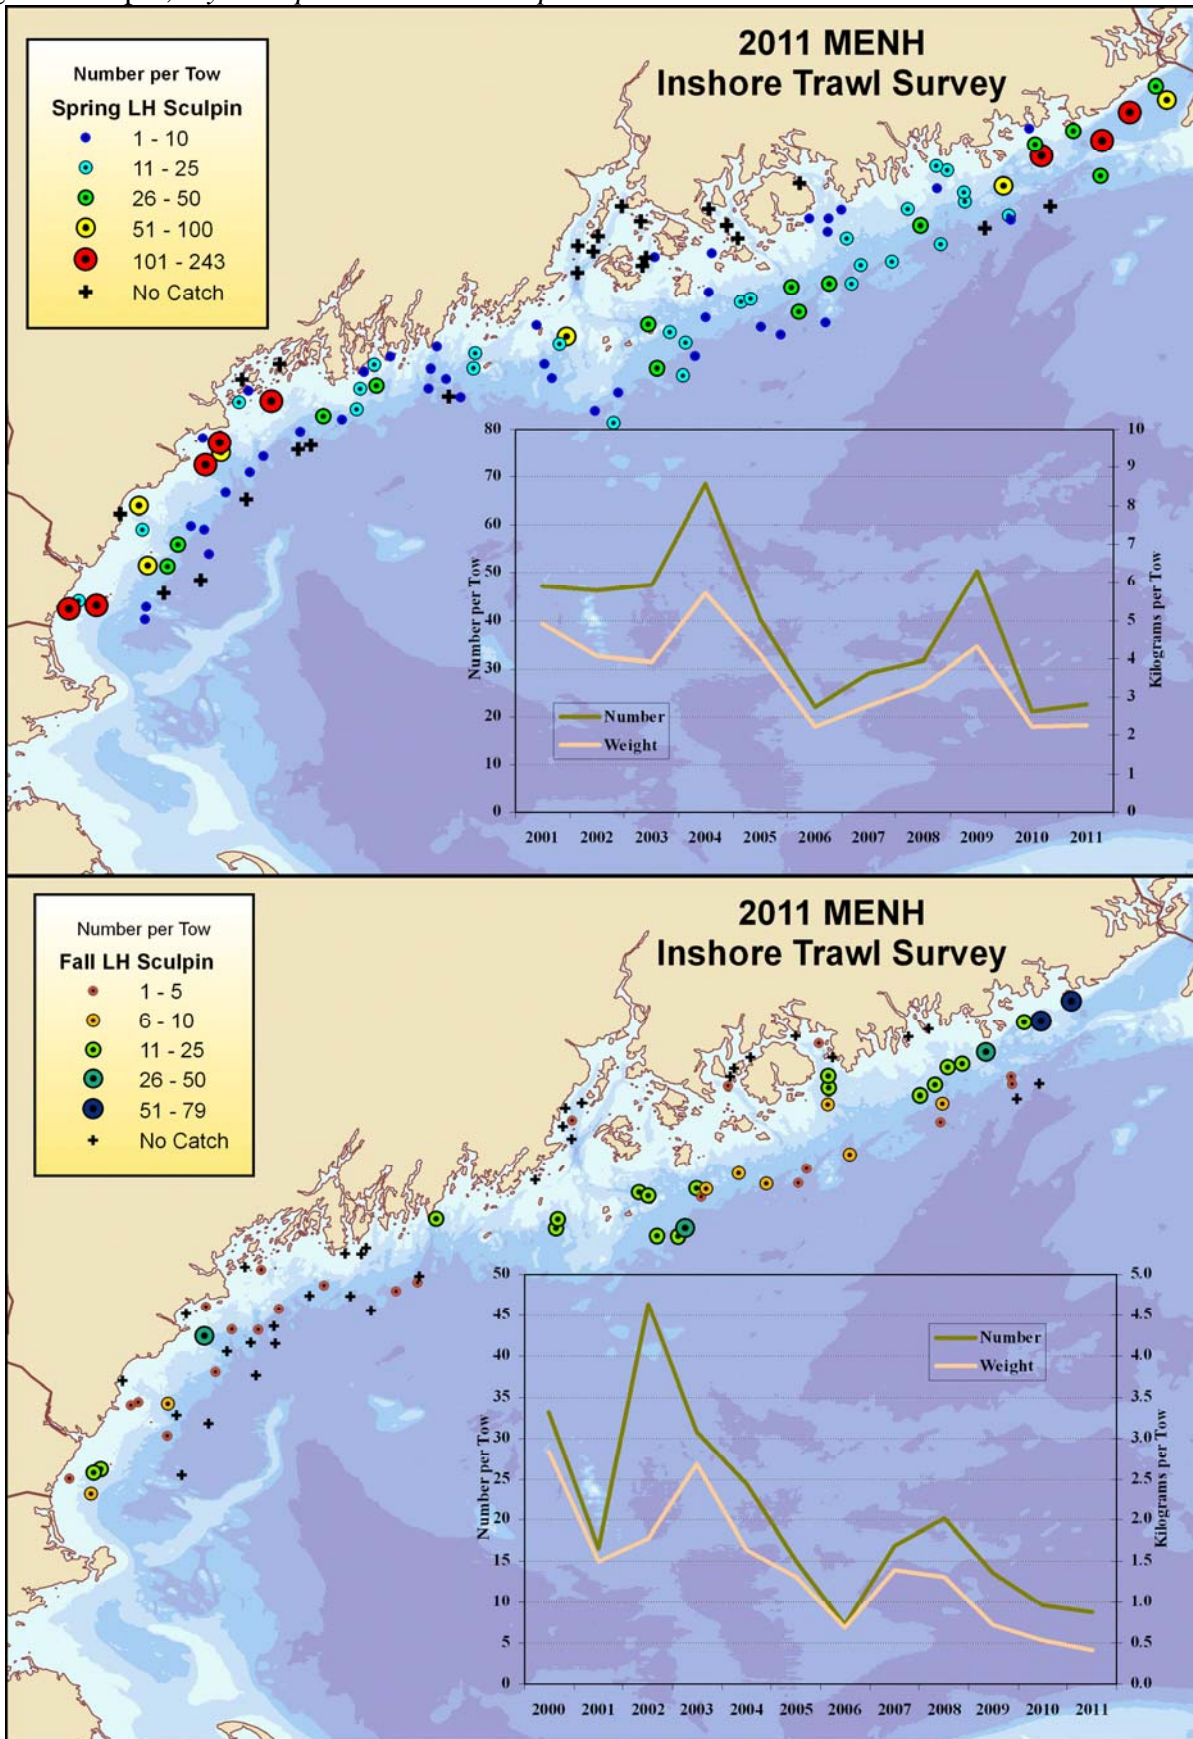 2011 MENH
Inshore Trawl Survey
Number per Tow
Spring LH Sculpin
1 - 10
11 - 25
26 - 50
51 - 100
101 - 243
No Catch
80
70
60
50
40
30
20
10
0
Number per Tow
10
9
8
7
6
5
4
3
2
1
0
Kilograms per Tow
Number
Weight
2001 2002 2003 2004 2005 2006 2007 2008 2009 2010 2011
2011 MENH
Inshore Trawl Survey
Number per Tow
Fall LH Sculpin
1 - 5
6 - 10
11 - 25
26 - 50
51 - 79
No Catch
50
45
40
35
30
25
20
15
10
5
0
Number per Tow
5.0
4.5
4.0
3.5
3.0
2.5
2.0
1.5
1.0
0.5
0.0
Kilograms per Tow
Number
Weight
2000 2001 2002 2003 2004 2005 2006 2007 2008 2009 2010 2011